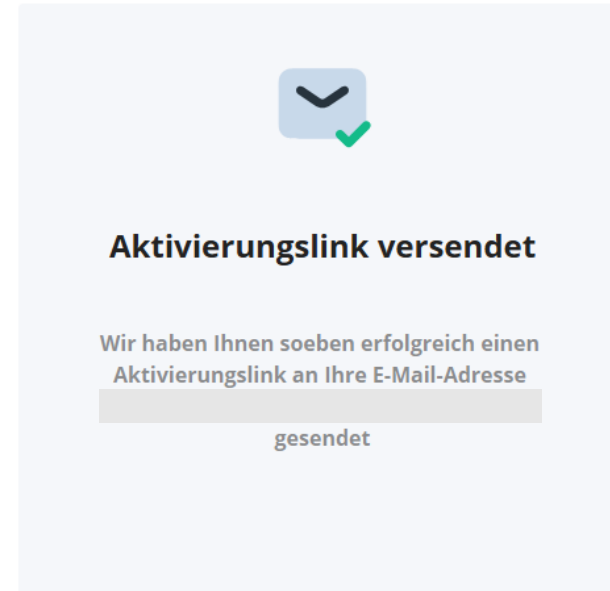 Aktivierungslink versendet
Wir haben Ihnen soeben erfolgreich einen
Aktivierungslink an Ihre E-Mail-Adresse
gesendet